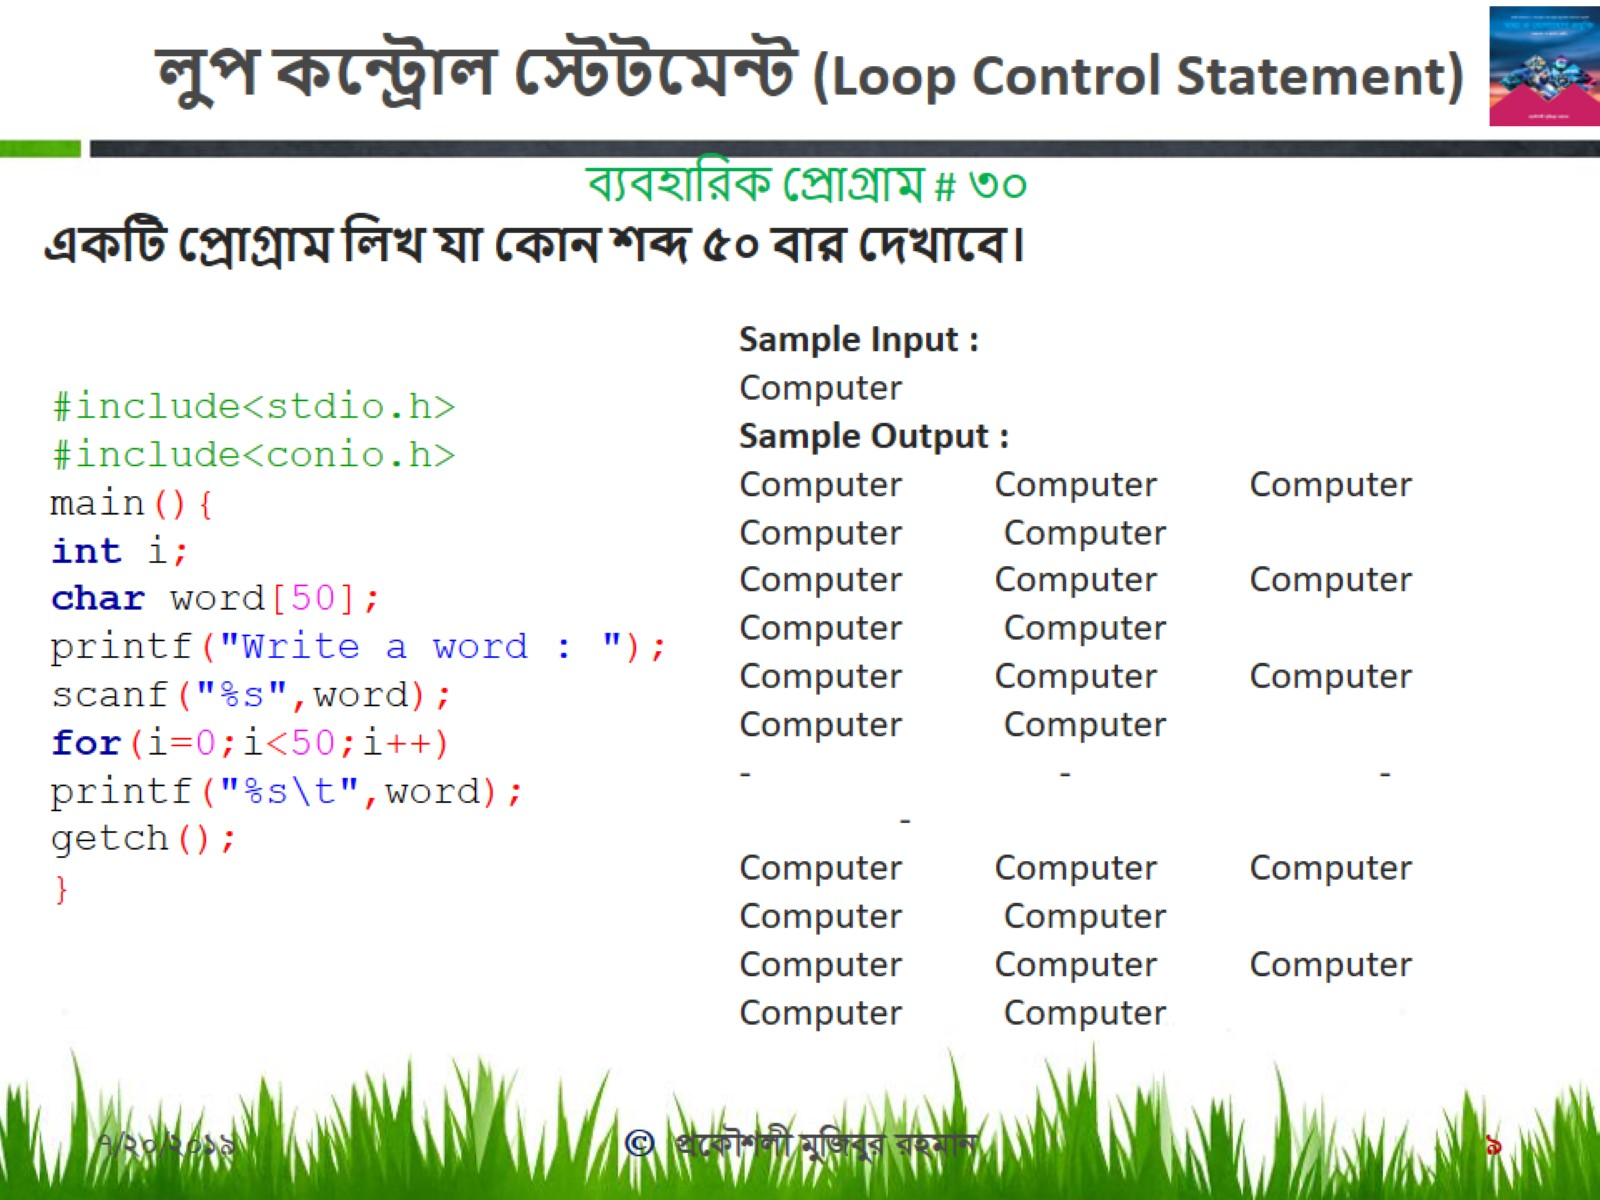 লুপ কন্ট্রোল স্টেটমেন্ট (Loop Control Statement)
ব্যবহারিক প্রোগ্রাম # ৩০
একটি প্রোগ্রাম লিখ যা কোন শব্দ ৫০ বার দেখাবে।
#include<stdio.h>
#include<conio.h>
main(){
int i;
char word[50];
printf("Write a word : ");
scanf("%s",word);
for(i=0;i<50;i++)
printf("%s\t",word);
getch();
}
Sample Input :
Computer
Sample Output :
Computer Computer Computer
Computer Computer
Computer Computer Computer
Computer Computer
Computer Computer Computer
Computer Computer
- - -
-
Computer Computer Computer
Computer Computer
Computer Computer Computer
Computer Computer
৭/২০/২০১৯
© প্রকৌশলী মুজিবুর রহমান
৯